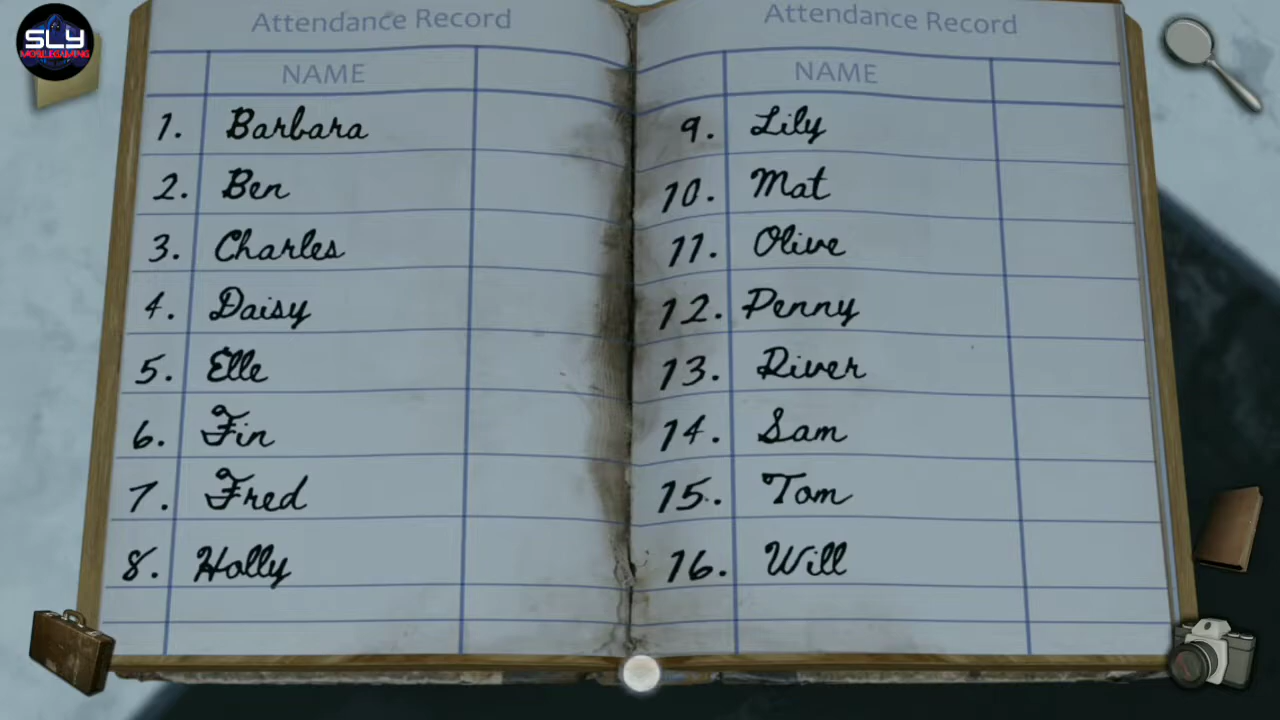 SLY
MOBILEGAMING
Attendance Record
NAME
1. Barbara
2. Ben
3. Charles
4. Daisy
5. Elle
6. Fin
7. Fred
8. Holly
Attendance Record
NAME
9. Lily
10. Mat
11. Olive
12. Penny
13. River
14. Sam
15. Tom
16. Will